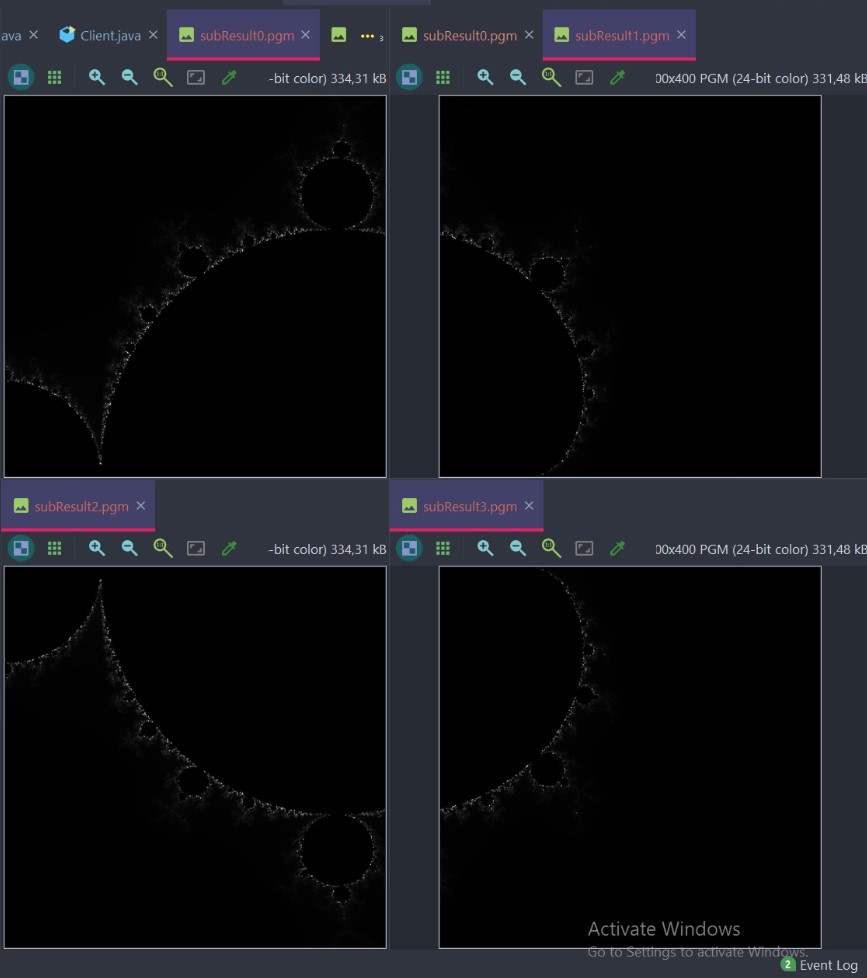 ava Client.java subResult0.pgm 3 subResult0.pgm subResult1.pgm
-bit color) 334,31 kB 00x400 PGM (24-bit color) 331,48 kB
subResult2.pgm subResult3.pgm
-bit color) 334,31 kB 00x400 PGM (24-bit color) 331,48 kB
Activate Windows
Go to Settings to activate Windows.
2 Event Log